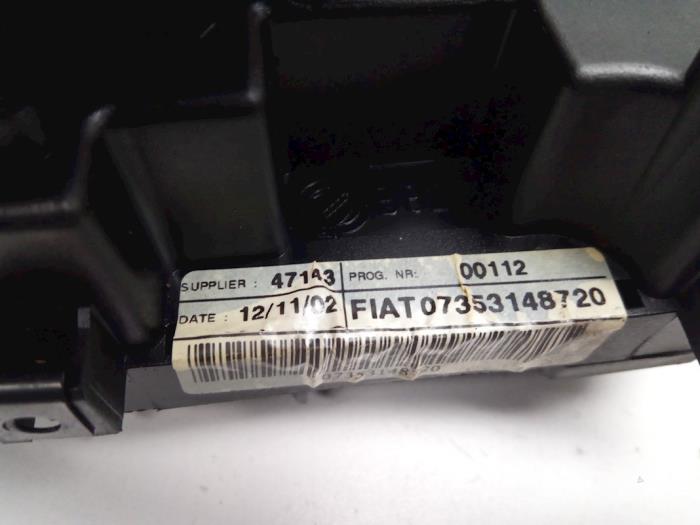 SUPPLIER : 47143 PROG. NR: 00112
DATE : 12/11/02 FIAT 07353148720